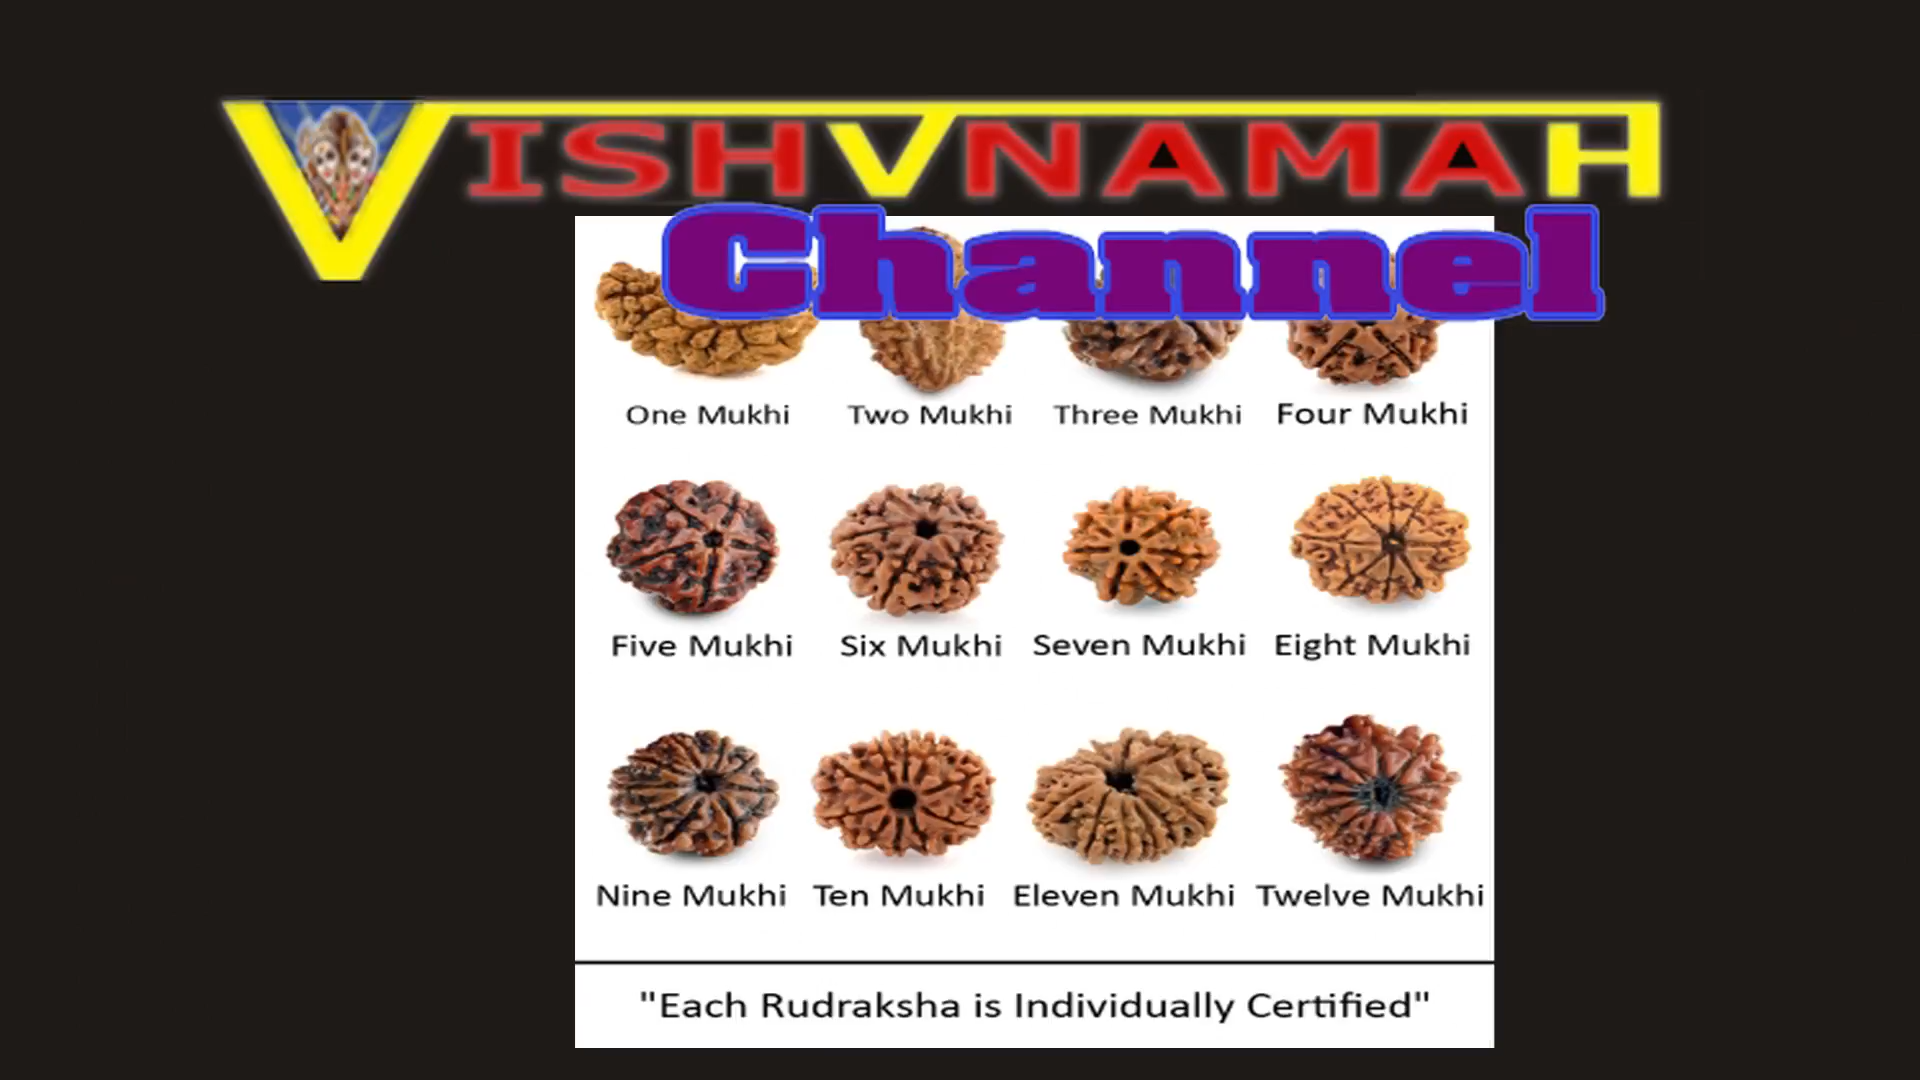 VISHVNAMAH
Channel
One Mukhi Two Mukhi Three Mukhi Four Mukhi
Five Mukhi Six Mukhi Seven Mukhi Eight Mukhi
Nine Mukhi Ten Mukhi Eleven Mukhi Twelve Mukhi
"Each Rudraksha is Individually Certified"